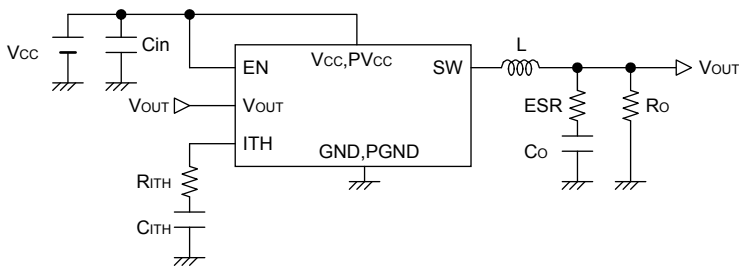 VCC
Cin
EN
VCC,PVCC
SW
L
VOUT
VOUT
VOUT
ESR
RO
ITH
GND,PGND
CO
RITH
CITH